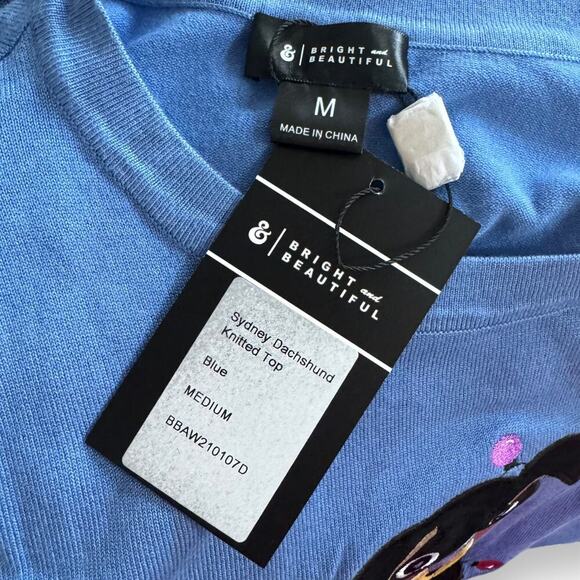 & BRIGHT and
BEAUTIFUL
M
MADE IN CHINA
& BRIGHT and
BEAUTIFUL
Sydney Dachshund
Knitted Top
Blue
MEDIUM
BBAW210107D